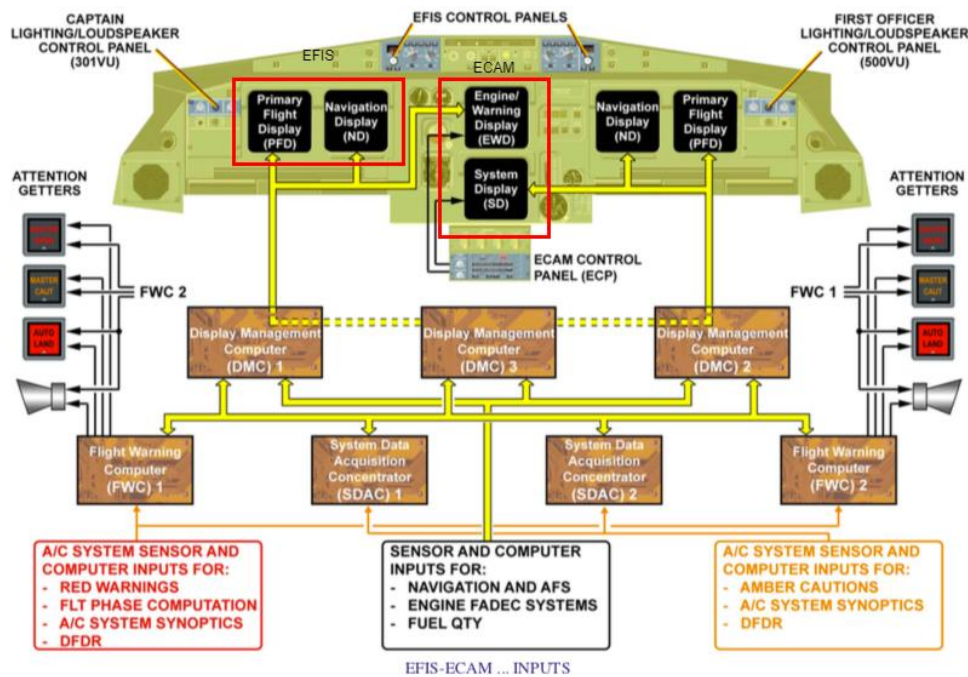 CAPTAIN
LIGHTING/LOUDSPEAKER
CONTROL PANEL
(301VU)
EFIS CONTROL PANELS
FIRST OFFICER
LIGHTING/LOUDSPEAKER
CONTROL PANEL
(500VU)
EFIS
ECAM
Primary
Flight
Display
(PFD)
Navigation
Display
(ND)
Engine/
Warning
Display
(EWD)
Navigation
Display
(ND)
Primary
Flight
Display
(PFD)
System
Display
(SD)
ATTENTION
GETTERS
ATTENTION
GETTERS
MASTER
MASTER
ECAM CONTROL
PANEL (ECP)
MASTER
CAUT
FWC 2
FWC 1
MASTER
CAUT
AUTO
LAND
AUTO
LAND
Display Management
Computer
(DMC) 1
Display Management
Computer
(DMC) 3
Display Management
Computer
(DMC) 2
Flight Warning
Computer
(FWC) 1
System Data
Acquisition
Concentrator
(SDAC) 1
System Data
Acquisition
Concentrator
(SDAC) 2
Flight Warning
Computer
(FWC) 2
A/C SYSTEM SENSOR AND
COMPUTER INPUTS FOR:
- RED WARNINGS
- FLT PHASE COMPUTATION
- A/C SYSTEM SYNOPTICS
- DFDR
SENSOR AND COMPUTER
INPUTS FOR:
- NAVIGATION AND AFS
- ENGINE FADEC SYSTEMS
- FUEL QTY
A/C SYSTEM SENSOR AND
COMPUTER INPUTS FOR:
- AMBER CAUTIONS
- A/C SYSTEM SYNOPTICS
- DFDR
EFIS-ECAM ... INPUTS